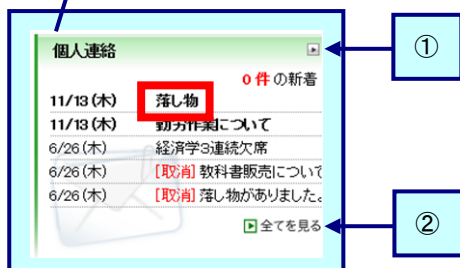 個人連絡
①
0 件 の新着
11/13(木) 落し物
11/13(木) 勤労作業について
6/26(木) 経済学3連続欠席
6/26(木) [取消] 教科書販売について
6/26(木) [取消] 落し物がありました。
全てを見る
②